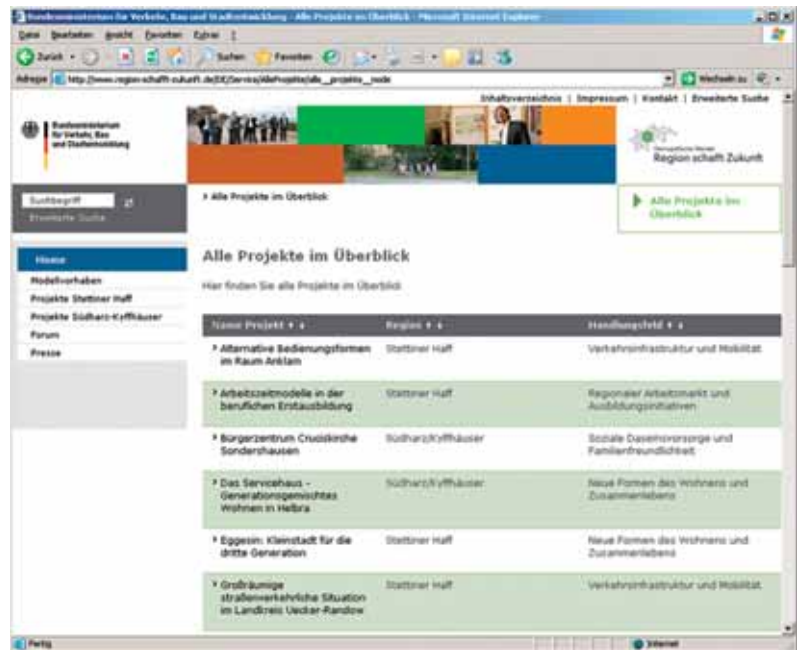 Bundesministerium für Verkehr, Bau und Stadtentwicklung - Alle Projekte im Überblick - Microsoft Internet Explorer
Datei Bearbeiten Ansicht Favoriten Extras ?
Zurück Suchen Favoriten
Adresse http://www.region-schafft-zukunft.de/DE/Service/AlleProjekte/alle__projekte__node Wechseln zu
Inhaltsverzeichnis | Impressum | Kontakt | Erweiterte Suche
Bundesministerium
für Verkehr, Bau
und Stadtentwicklung
Demografischer Wandel
Region schafft Zukunft
Suchbegriff
Erweiterte Suche
Alle Projekte im Überblick
Alle Projekte im
Überblick
Home
Modellvorhaben
Projekte Stettiner Haff
Projekte Südharz-Kyffhäuser
Forum
Presse
Alle Projekte im Überblick
Hier finden Sie alle Projekte im Überblick
Name Projekt Region Handlungsfeld
Alternative Bedienungsformen Stettiner Haff Verkehrsinfrastruktur und Mobilität
im Raum Anklam
Arbeitszeitmodelle in der Stettiner Haff Regionaler Arbeitsmarkt und
beruflichen Erstausbildung Ausbildungsinitiativen
Bürgerzentrum Cruciskirche Südharz/Kyffhäuser Soziale Daseinsvorsorge und
Sondershausen Familienfreundlichkeit
Das Servicehaus - Südharz/Kyffhäuser Neue Formen des Wohnens und
Generationsgemischtes Zusammenlebens
Wohnen in Helbra
Eggesin: Kleinstadt für die Stettiner Haff Neue Formen des Wohnens und
dritte Generation Zusammenlebens
Großräumige Stettiner Haff Verkehrsinfrastruktur und Mobilität
straßenverkehrliche Situation
im Landkreis Uecker-Randow
Fertig Internet